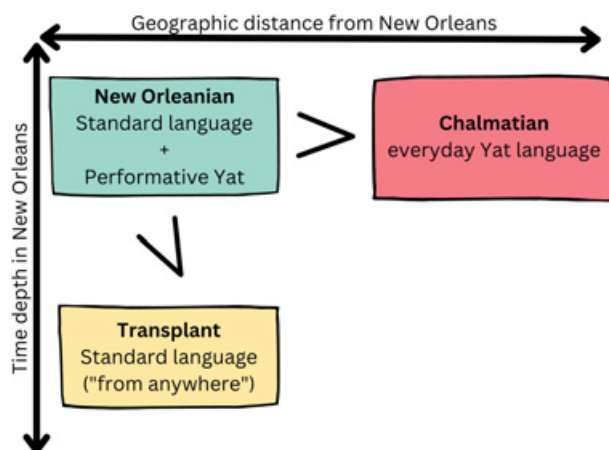 Geographic distance from New Orleans
Time depth in New Orleans
New Orleanian
Standard language
+
Performative Yat
>
Chalmatian
everyday Yat language
>
Transplant
Standard language
("from anywhere")